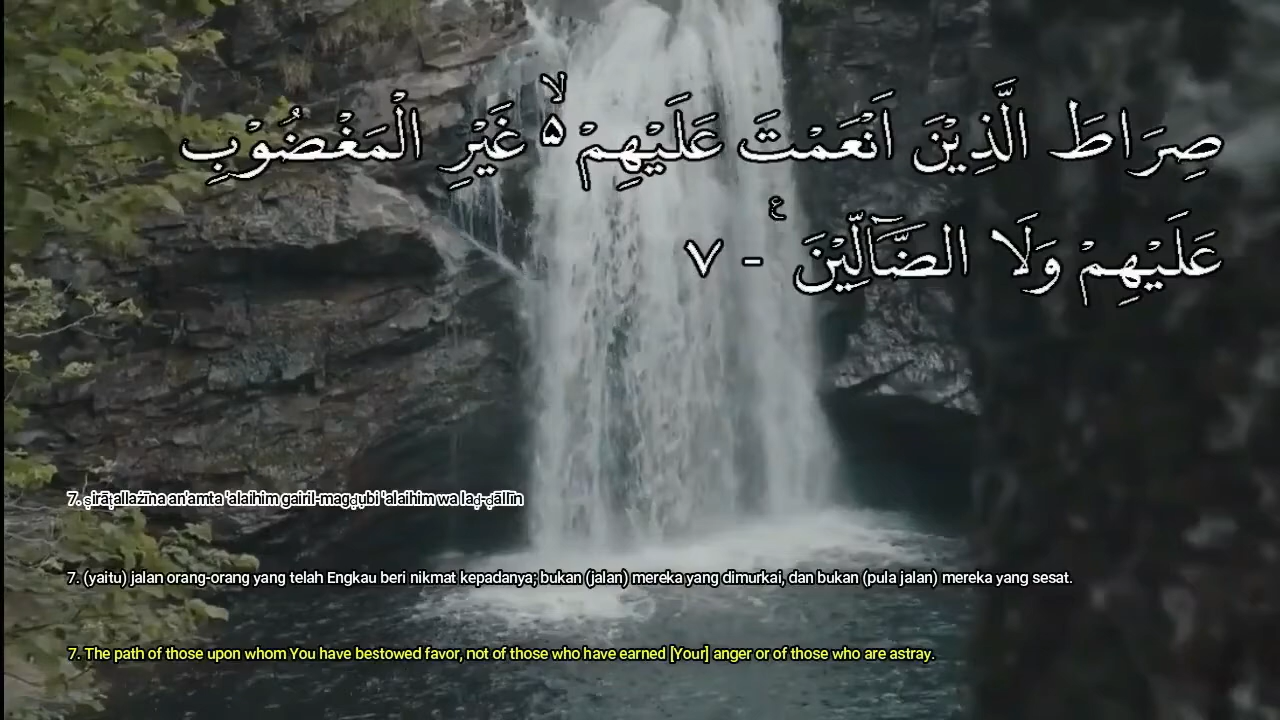 صِرَاطَ الَّذِيْنَ اَنْعَمْتَ عَلَيْهِمْ ۙ۵ غَيْرِ الْمَغْضُوْبِ
عَلَيْهِمْ وَلَا الضَّاۤلِّيْنَ ࣖ - ٧
7. ṣirāṭallażīna an'amta 'alaihim gairil-magḍụbi 'alaihim wa laḍ-ḍāllīn
7. (yaitu) jalan orang-orang yang telah Engkau beri nikmat kepadanya; bukan (jalan) mereka yang dimurkai, dan bukan (pula jalan) mereka yang sesat.
7. The path of those upon whom You have bestowed favor, not of those who have earned [Your] anger or of those who are astray.